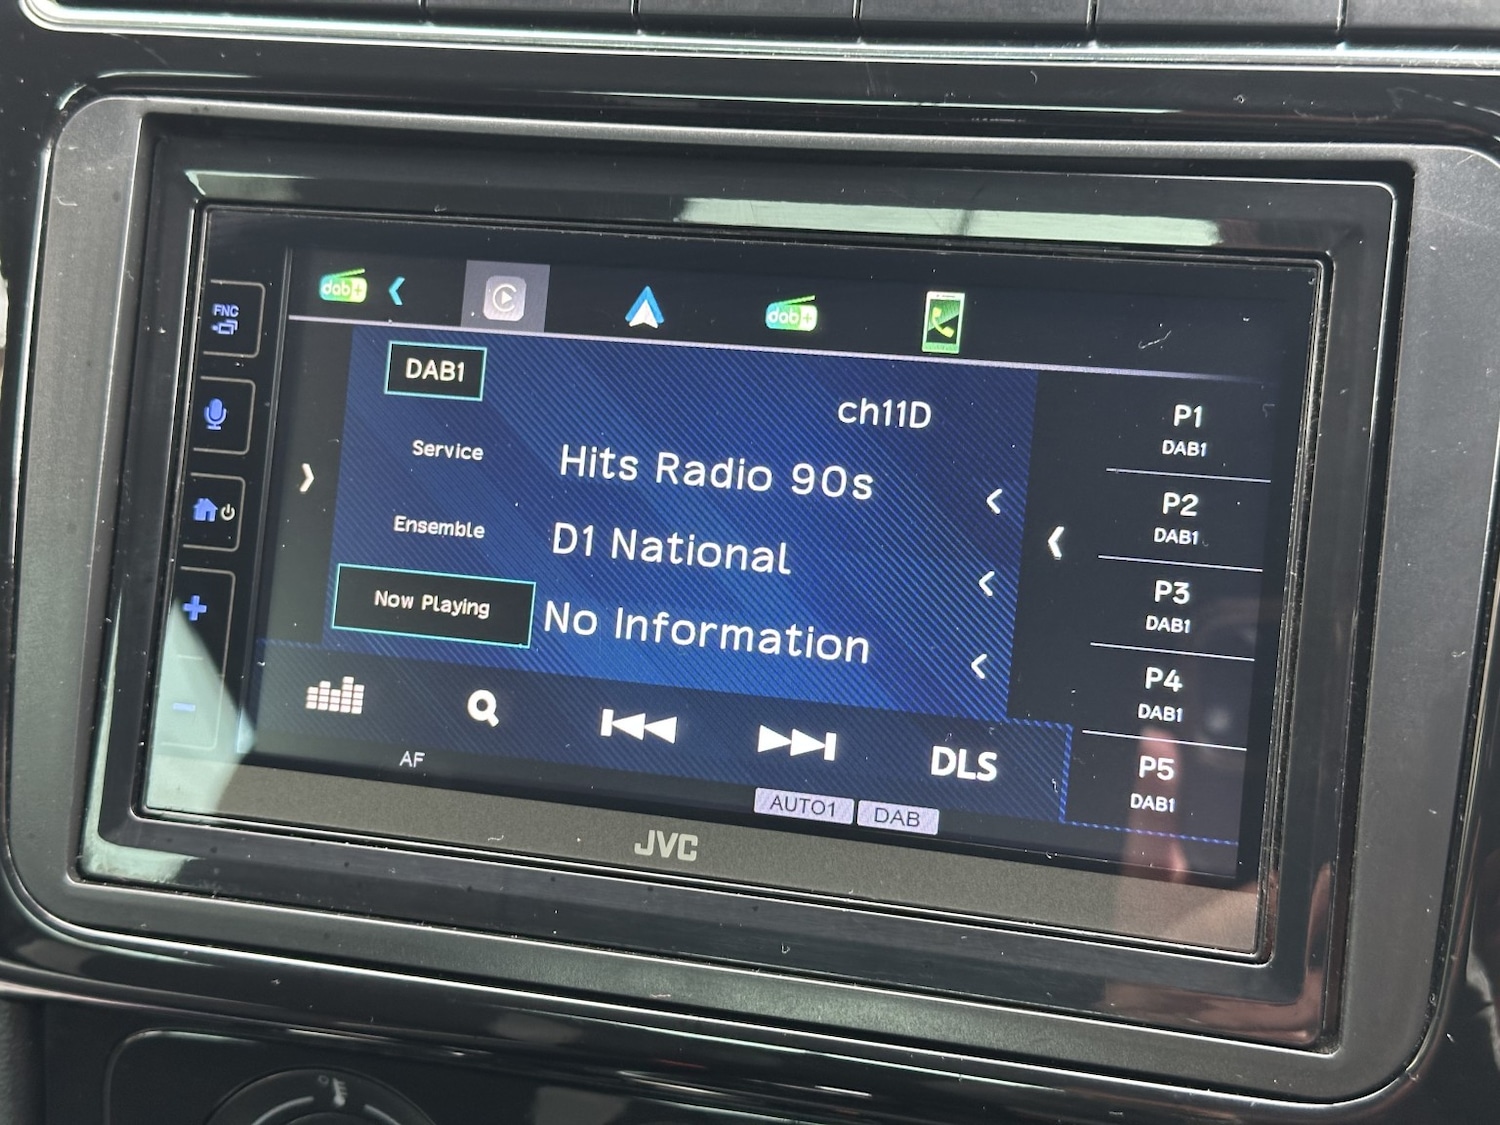 FNC
dab+
dab+
DAB1
ch11D
Service
Hits Radio 90s
Ensemble
D1 National
Now Playing
No Information
P1
DAB1
P2
DAB1
P3
DAB1
P4
DAB1
P5
DAB1
DLS
AF
AUTO1
DAB
JVC